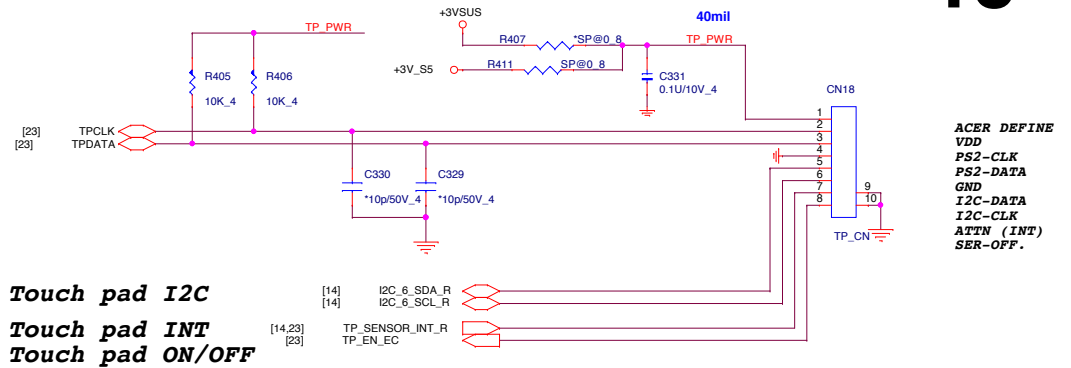 +3VSUS
40mil
TP_PWR
R407
*SP@0_8
TP_PWR
+3V_S5
R411
SP@0_8
R405
R406
C331
0.1U/10V_4
10K_4
10K_4
CN18
[23]
TPCLK
[23]
TPDATA
1
2
3
4
5
6
7
8
9
10
TP_CN
C330
C329
*10p/50V_4
*10p/50V_4
ACER DEFINE
VDD
PS2-CLK
PS2-DATA
GND
I2C-DATA
I2C-CLK
ATTN (INT)
SER-OFF.
Touch pad I2C
[14]
I2C_6_SDA_R
[14]
I2C_6_SCL_R
Touch pad INT
[14,23]
TP_SENSOR_INT_R
Touch pad ON/OFF
[23]
TP_EN_EC